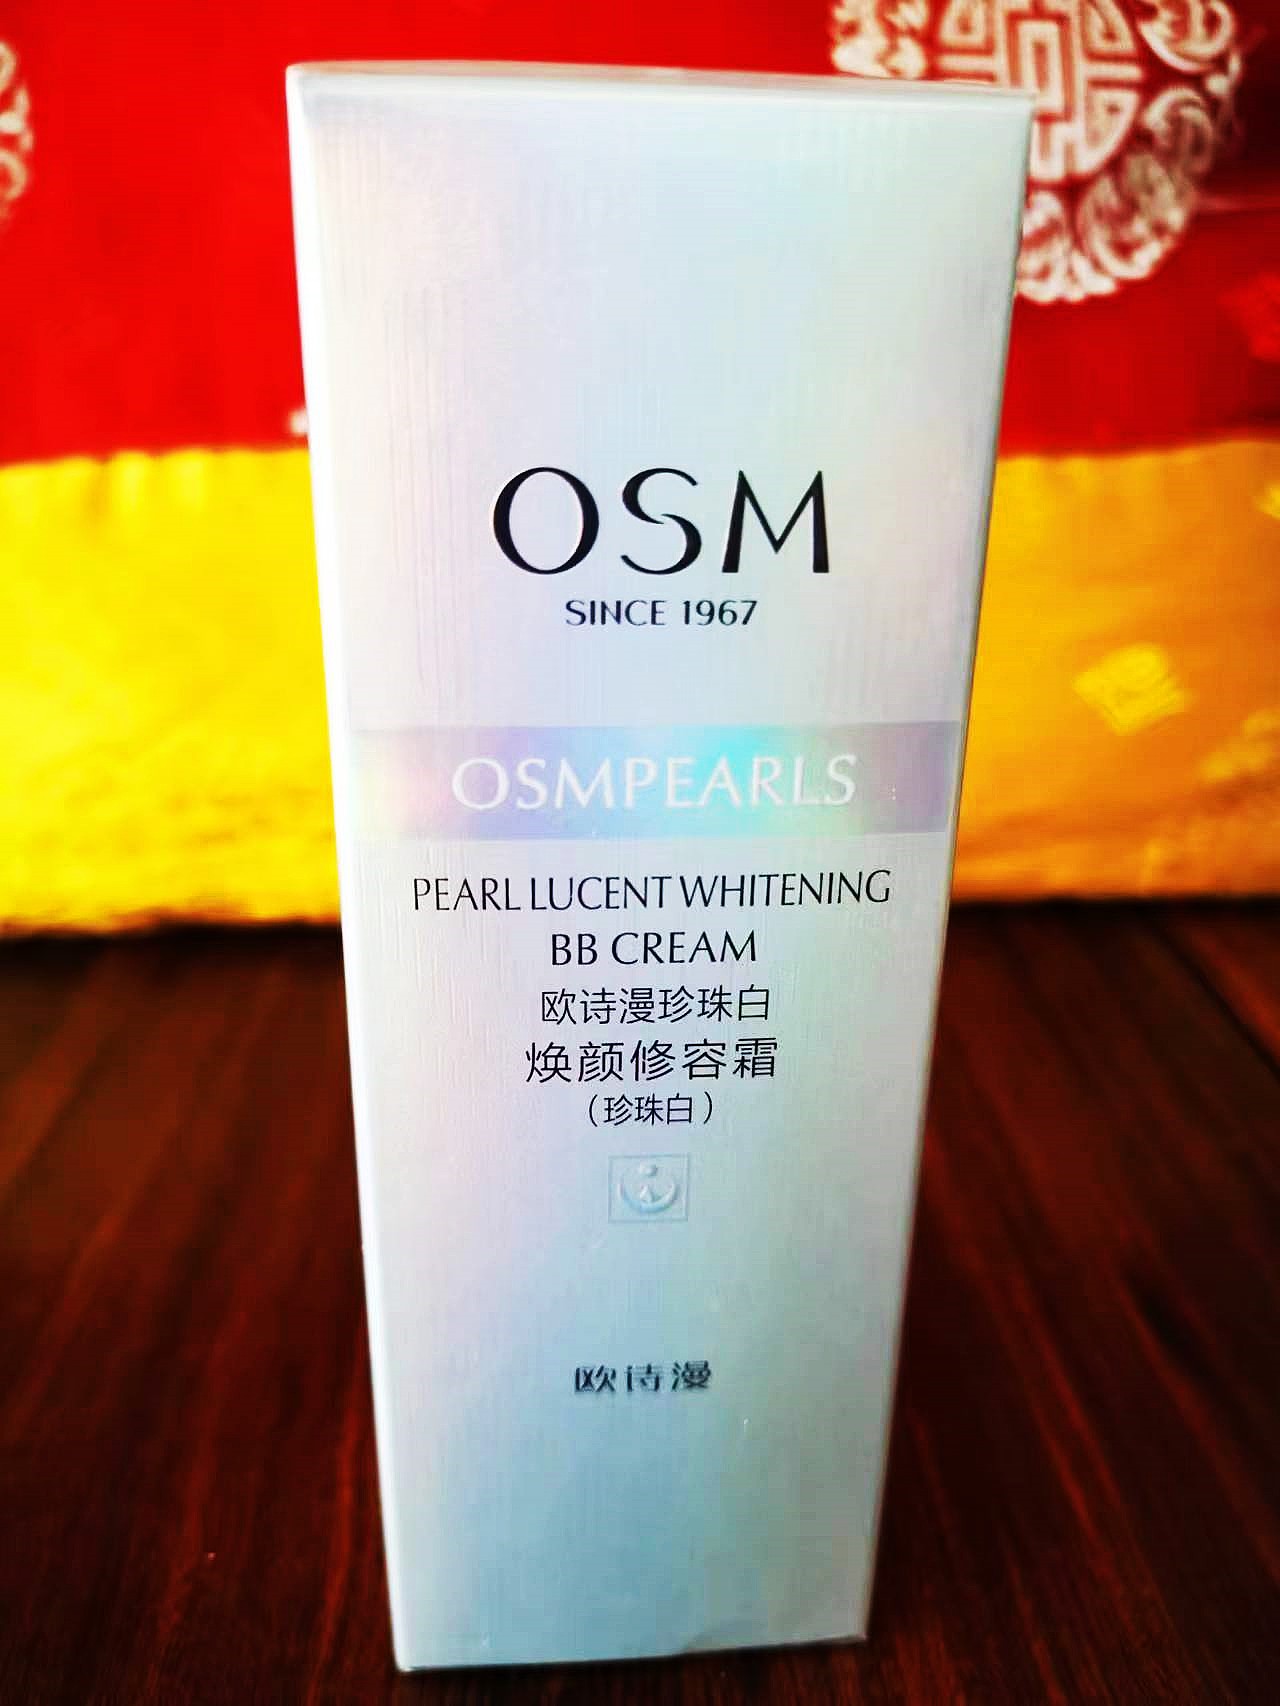 OSM
SINCE 1967
OSMPEARLS
PEARL LUCENT WHITENING
BB CREAM
欧诗漫珍珠白
焕颜修容霜
（珍珠白）
欧诗漫